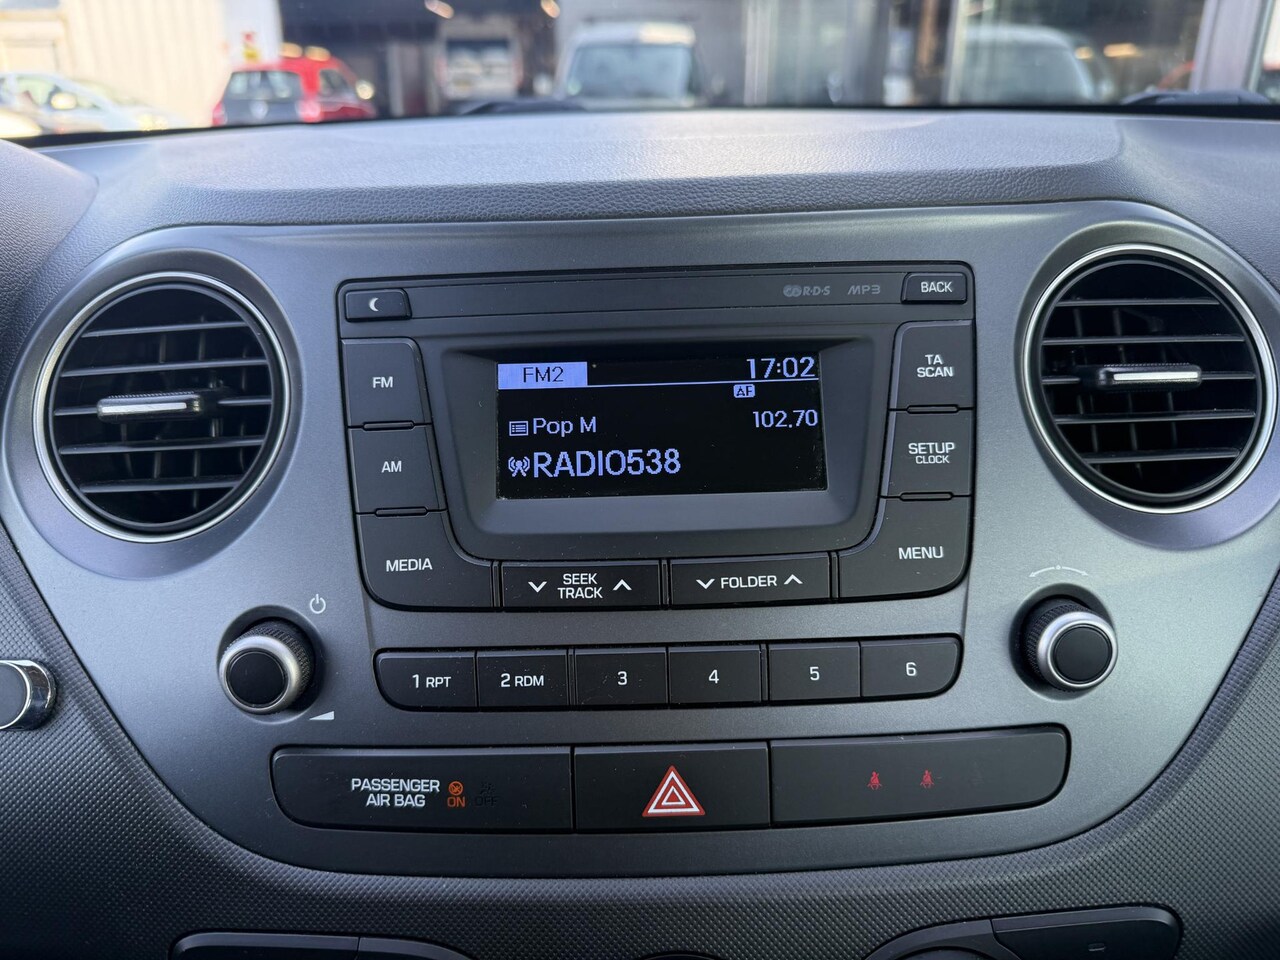 R·D·S MP3 BACK
FM
AM
MEDIA
FM2 17:02
AF
Pop M 102.70
RADIO538
TA
SCAN
SETUP
CLOCK
MENU
SEEK
TRACK
FOLDER
1 RPT 2 RDM 3 4 5 6
PASSENGER
AIR BAG ON OFF